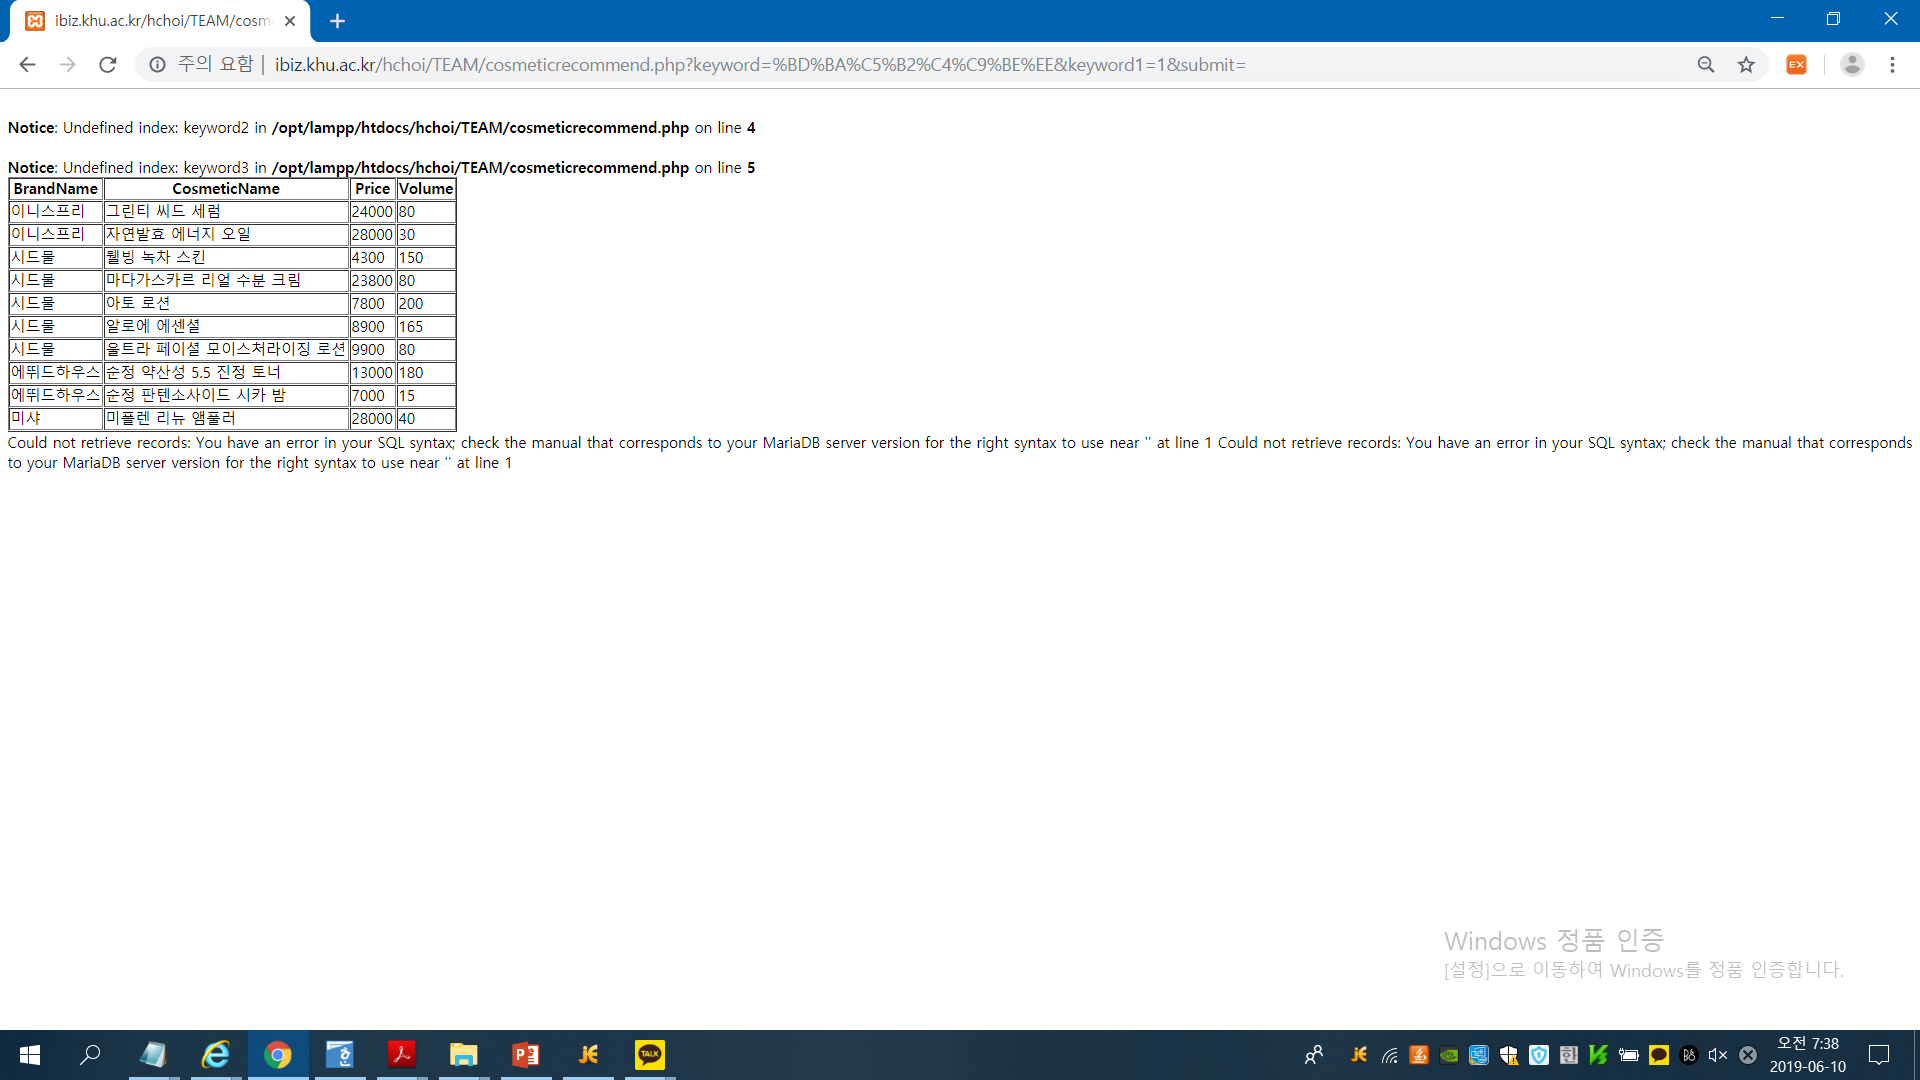 ibiz.khu.ac.kr/hchoi/TEAM/cosm
주의 요함 | ibiz.khu.ac.kr/hchoi/TEAM/cosmeticrecommend.php?keyword=%BD%BA%C5%B2%C4%C9%BE%EE&keyword1=1&submit=
EX
Notice: Undefined index: keyword2 in /opt/lampp/htdocs/hchoi/TEAM/cosmeticrecommend.php on line 4
Notice: Undefined index: keyword3 in /opt/lampp/htdocs/hchoi/TEAM/cosmeticrecommend.php on line 5
BrandName CosmeticName Price Volume
이니스프리 그린티 씨드 세럼 24000 80
이니스프리 자연발효 에너지 오일 28000 30
시드물 웰빙 녹차 스킨 4300 150
시드물 마다가스카르 리얼 수분 크림 23800 80
시드물 아토 로션 7800 200
시드물 알로에 에센셜 8900 165
시드물 울트라 페이셜 모이스처라이징 로션 9900 80
에뛰드하우스 순정 약산성 5.5 진정 토너 13000 180
에뛰드하우스 순정 판텐소사이드 시카 밤 7000 15
미샤 미폴렌 리뉴 앰풀러 28000 40
Could not retrieve records: You have an error in your SQL syntax; check the manual that corresponds to your MariaDB server version for the right syntax to use near '' at line 1 Could not retrieve records: You have an error in your SQL syntax; check the manual that corresponds
to your MariaDB server version for the right syntax to use near '' at line 1
Windows 정품 인증
[설정]으로 이동하여 Windows를 정품 인증합니다.
TALK
오전 7:38
2019-06-10